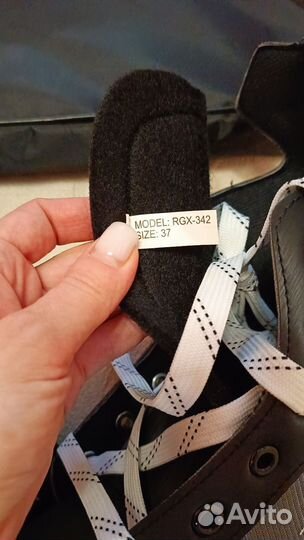 MODEL: RGX-342
SIZE: 37
Avito